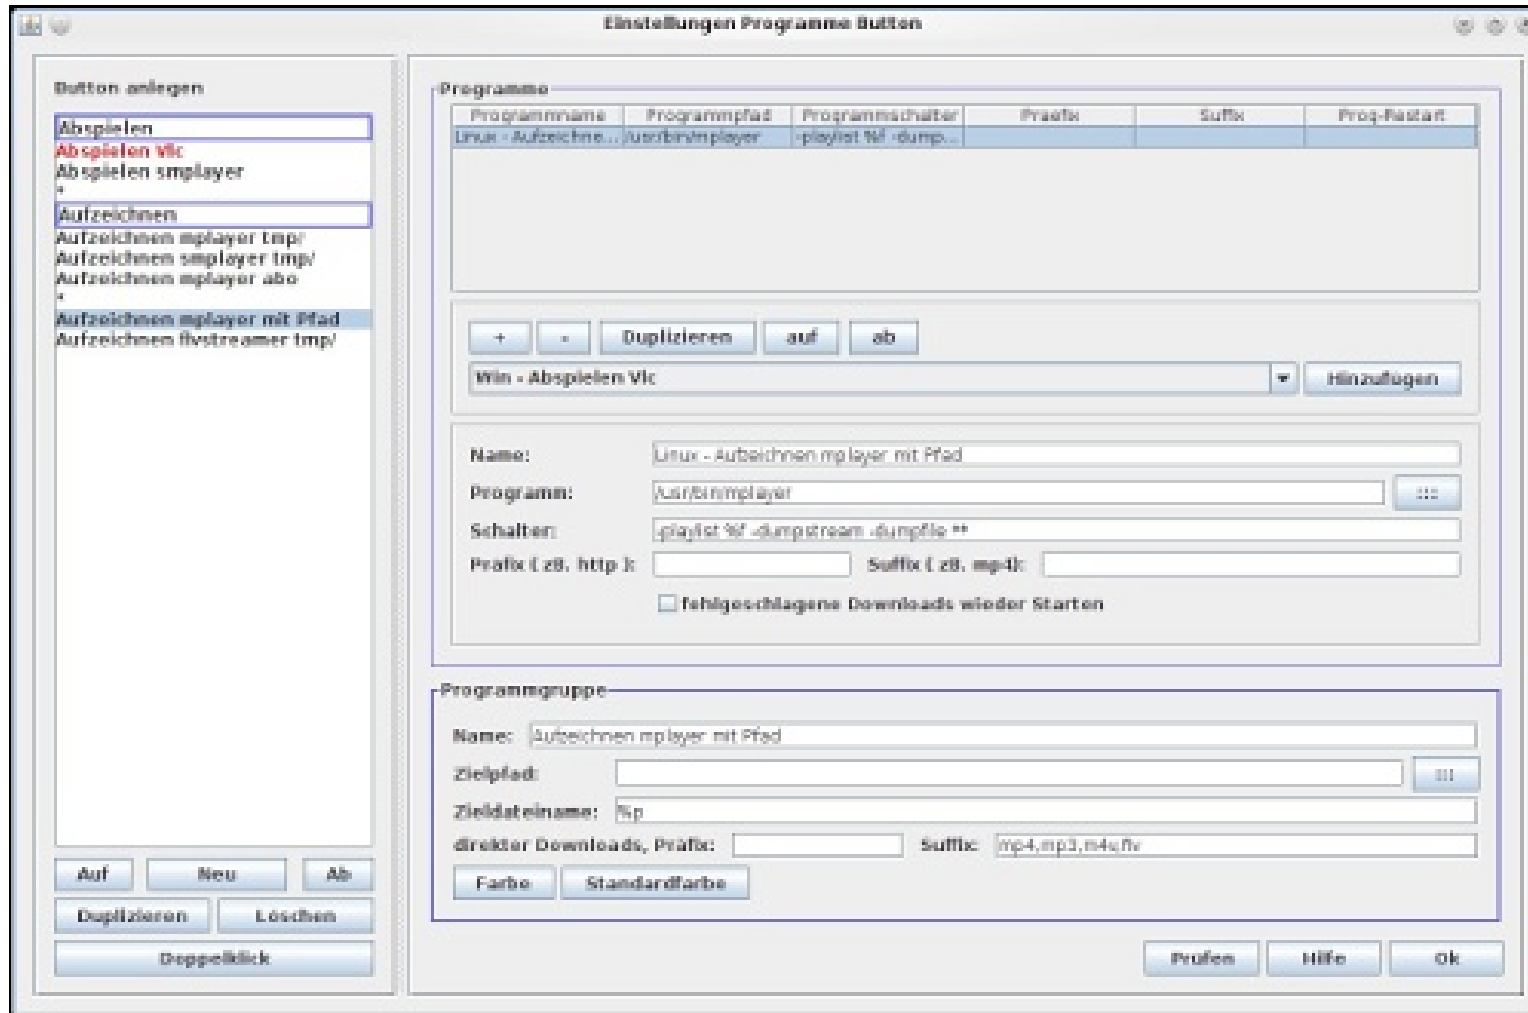 Einstellungen Programme Button
Button anlegen
Abspielen
Abspielen Vlc
Abspielen smplayer
*
Aufzeichnen
Aufzeichnen mplayer tmp/
Aufzeichnen smplayer tmp/
Aufzeichnen mplayer abo
*
Aufzeichnen mplayer mit Pfad
Aufzeichnen flvstreamer tmp/
Auf Neu Ab
Duplizieren Löschen
Doppelklick
Programme
Programmname Programmpfad Programmschalter Praefix Suffix Prog-Restart
Linux - Aufzeichne... /usr/bin/mplayer -playlist %f -dump...
+ - Duplizieren auf ab
Win - Abspielen Vlc Hinzufügen
Name: Linux - Aufzeichnen mplayer mit Pfad
Programm: /usr/bin/mplayer :::
Schalter: -playlist %f -dumpstream -dumpfile **
Präfix ( zB. http ): Suffix ( zB. mp4):
fehlgeschlagene Downloads wieder Starten
Programmgruppe
Name: Aufzeichnen mplayer mit Pfad
Zielpfad: :::
Zieldateiname: %p
direkter Downloads, Präfix: Suffix: mp4,mp3,m4v,flv
Farbe Standardfarbe
Prüfen Hilfe Ok